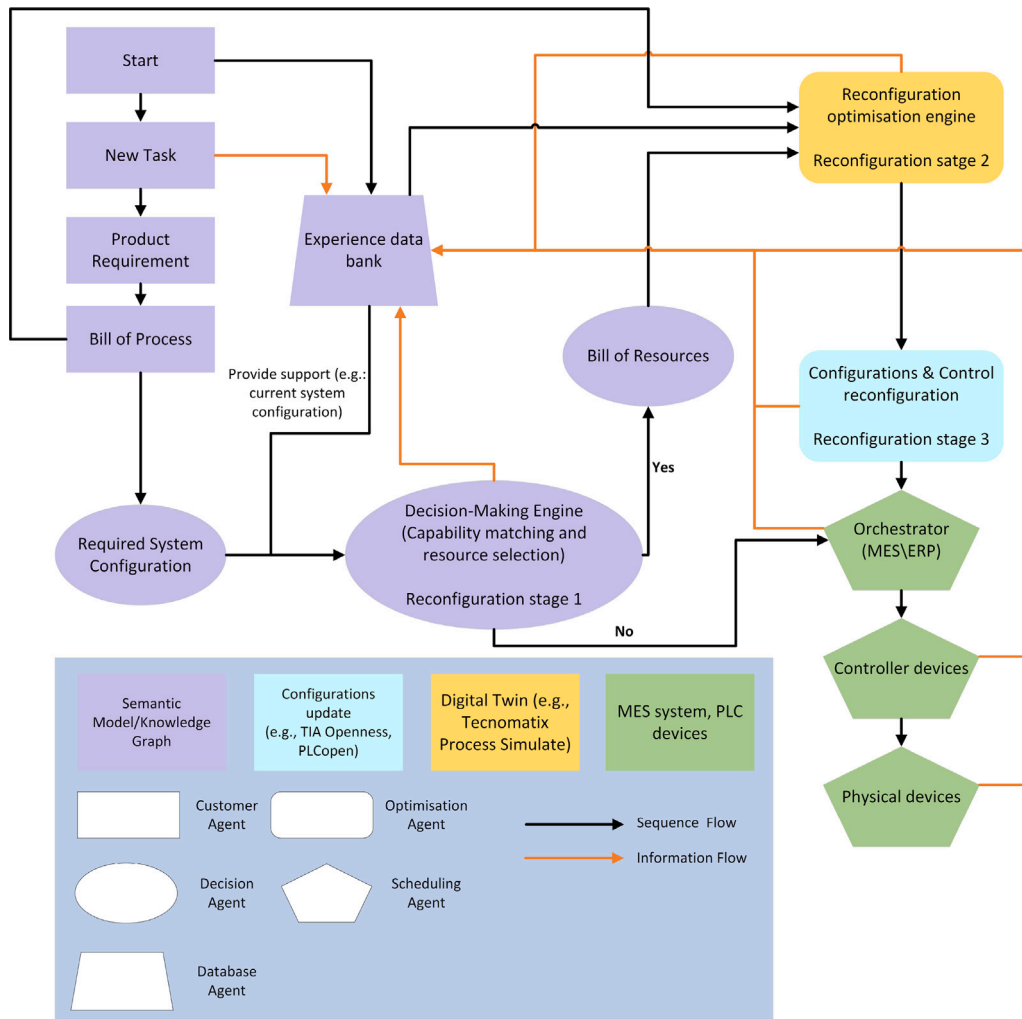 Start
New Task
Product
Requirement
Bill of Process
Required System
Configuration
Experience data
bank
Provide support (e.g.:
current system
configuration)
Decision-Making Engine
(Capability matching and
resource selection)
Reconfiguration stage 1
Yes
No
Bill of Resources
Reconfiguration
optimisation engine
Reconfiguration satge 2
Configurations & Control
reconfiguration
Reconfiguration stage 3
Orchestrator
(MES\ERP)
Controller devices
Physical devices
Semantic
Model/Knowledge
Graph
Configurations
update
(e.g., TIA Openness,
PLCopen)
Digital Twin (e.g.,
Tecnomatix
Process Simulate)
MES system, PLC
devices
Customer
Agent
Optimisation
Agent
Decision
Agent
Scheduling
Agent
Database
Agent
Sequence Flow
Information Flow